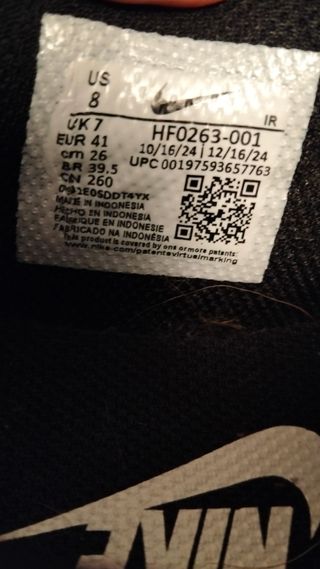 US
8
NIKE
IR
UK 7
HF0263-001
EUR 41
10/16/24 | 12/16/24
cm 26
UPC 00197593657763
BR 39.5
CN 260
MADE IN INDONESIA
HECHO EN INDONESIA
FABRIQUE EN INDONESIE
FABRICADO NA INDONÉSIA
This product is covered by one or more patents
www.nike.com/patentsvirtualmarking
NIKE